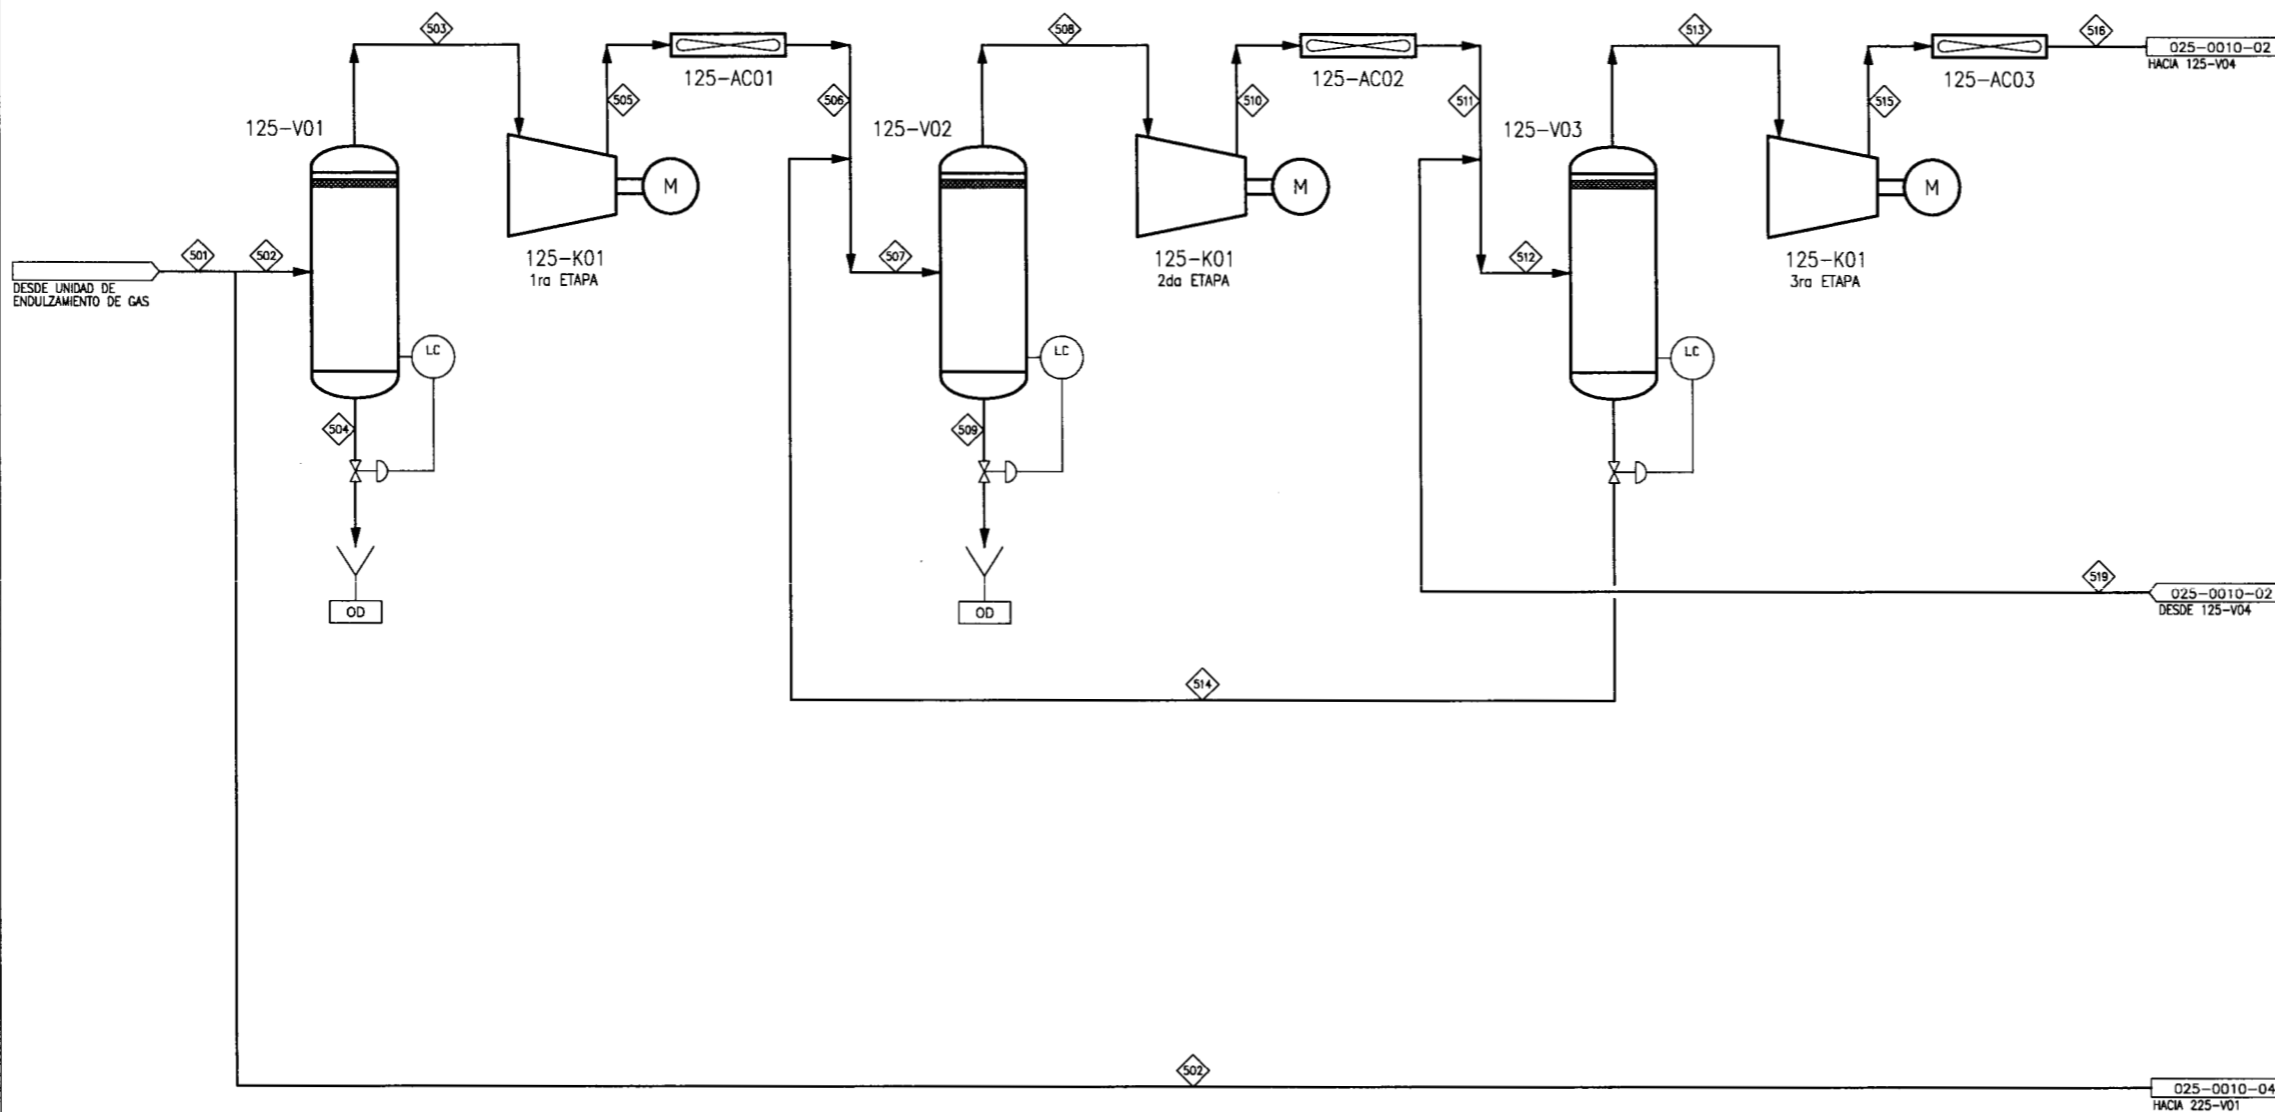 503
508
513
516
025-0010-02
HACIA 125-V04
125-AC01
125-AC02
125-AC03
505
506
510
511
515
125-V01
125-V02
125-V03
M
M
M
501
502
507
512
125-K01
1ra ETAPA
125-K01
2da ETAPA
125-K01
3ra ETAPA
DESDE UNIDAD DE
ENDULZAMIENTO DE GAS
LC
LC
LC
504
509
519
025-0010-02
DESDE 125-V04
OD
OD
514
502
025-0010-04
HACIA 225-V01